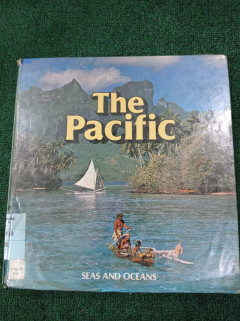 The
Pacific
SEAS AND OCEANS